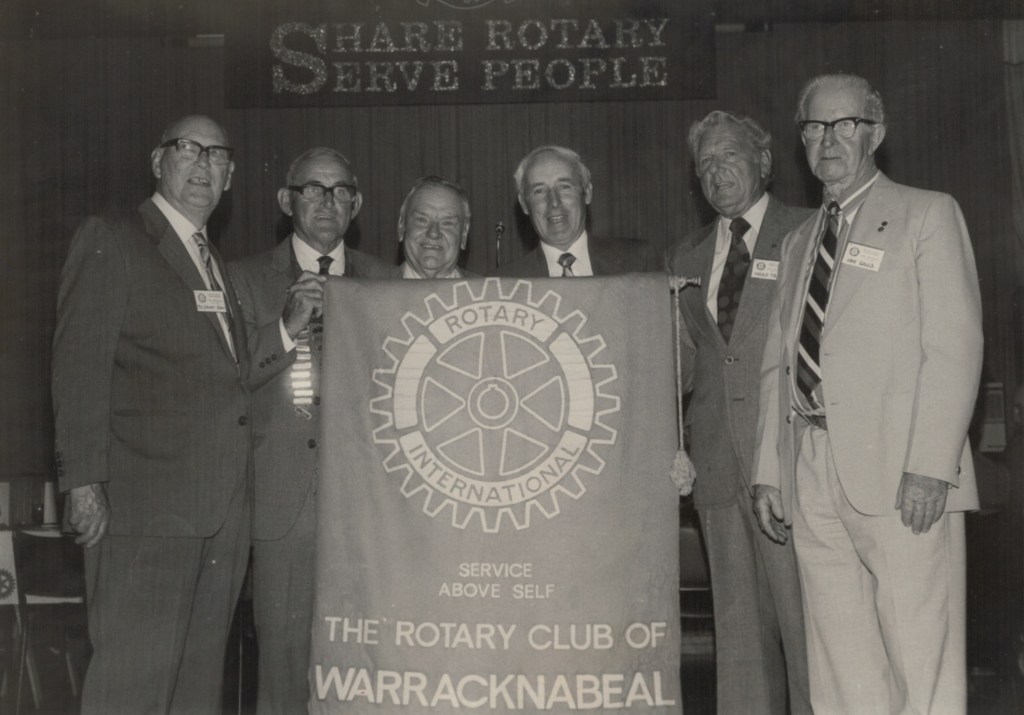 SHARE ROTARY
SERVE PEOPLE
ROTARY
INTERNATIONAL
SERVICE
ABOVE SELF
THE ROTARY CLUB OF
WARRACKNABEAL